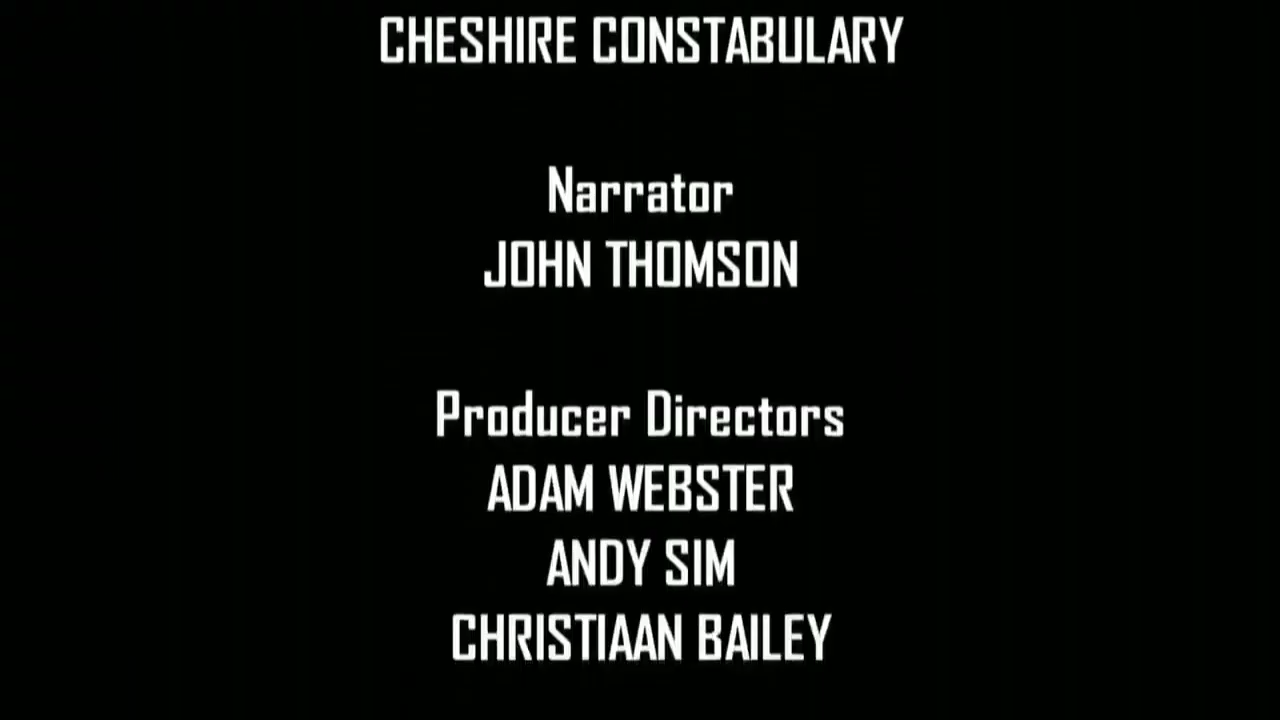 CHESHIRE CONSTABULARY
Narrator
JOHN THOMSON
Producer Directors
ADAM WEBSTER
ANDY SIM
CHRISTIAAN BAILEY